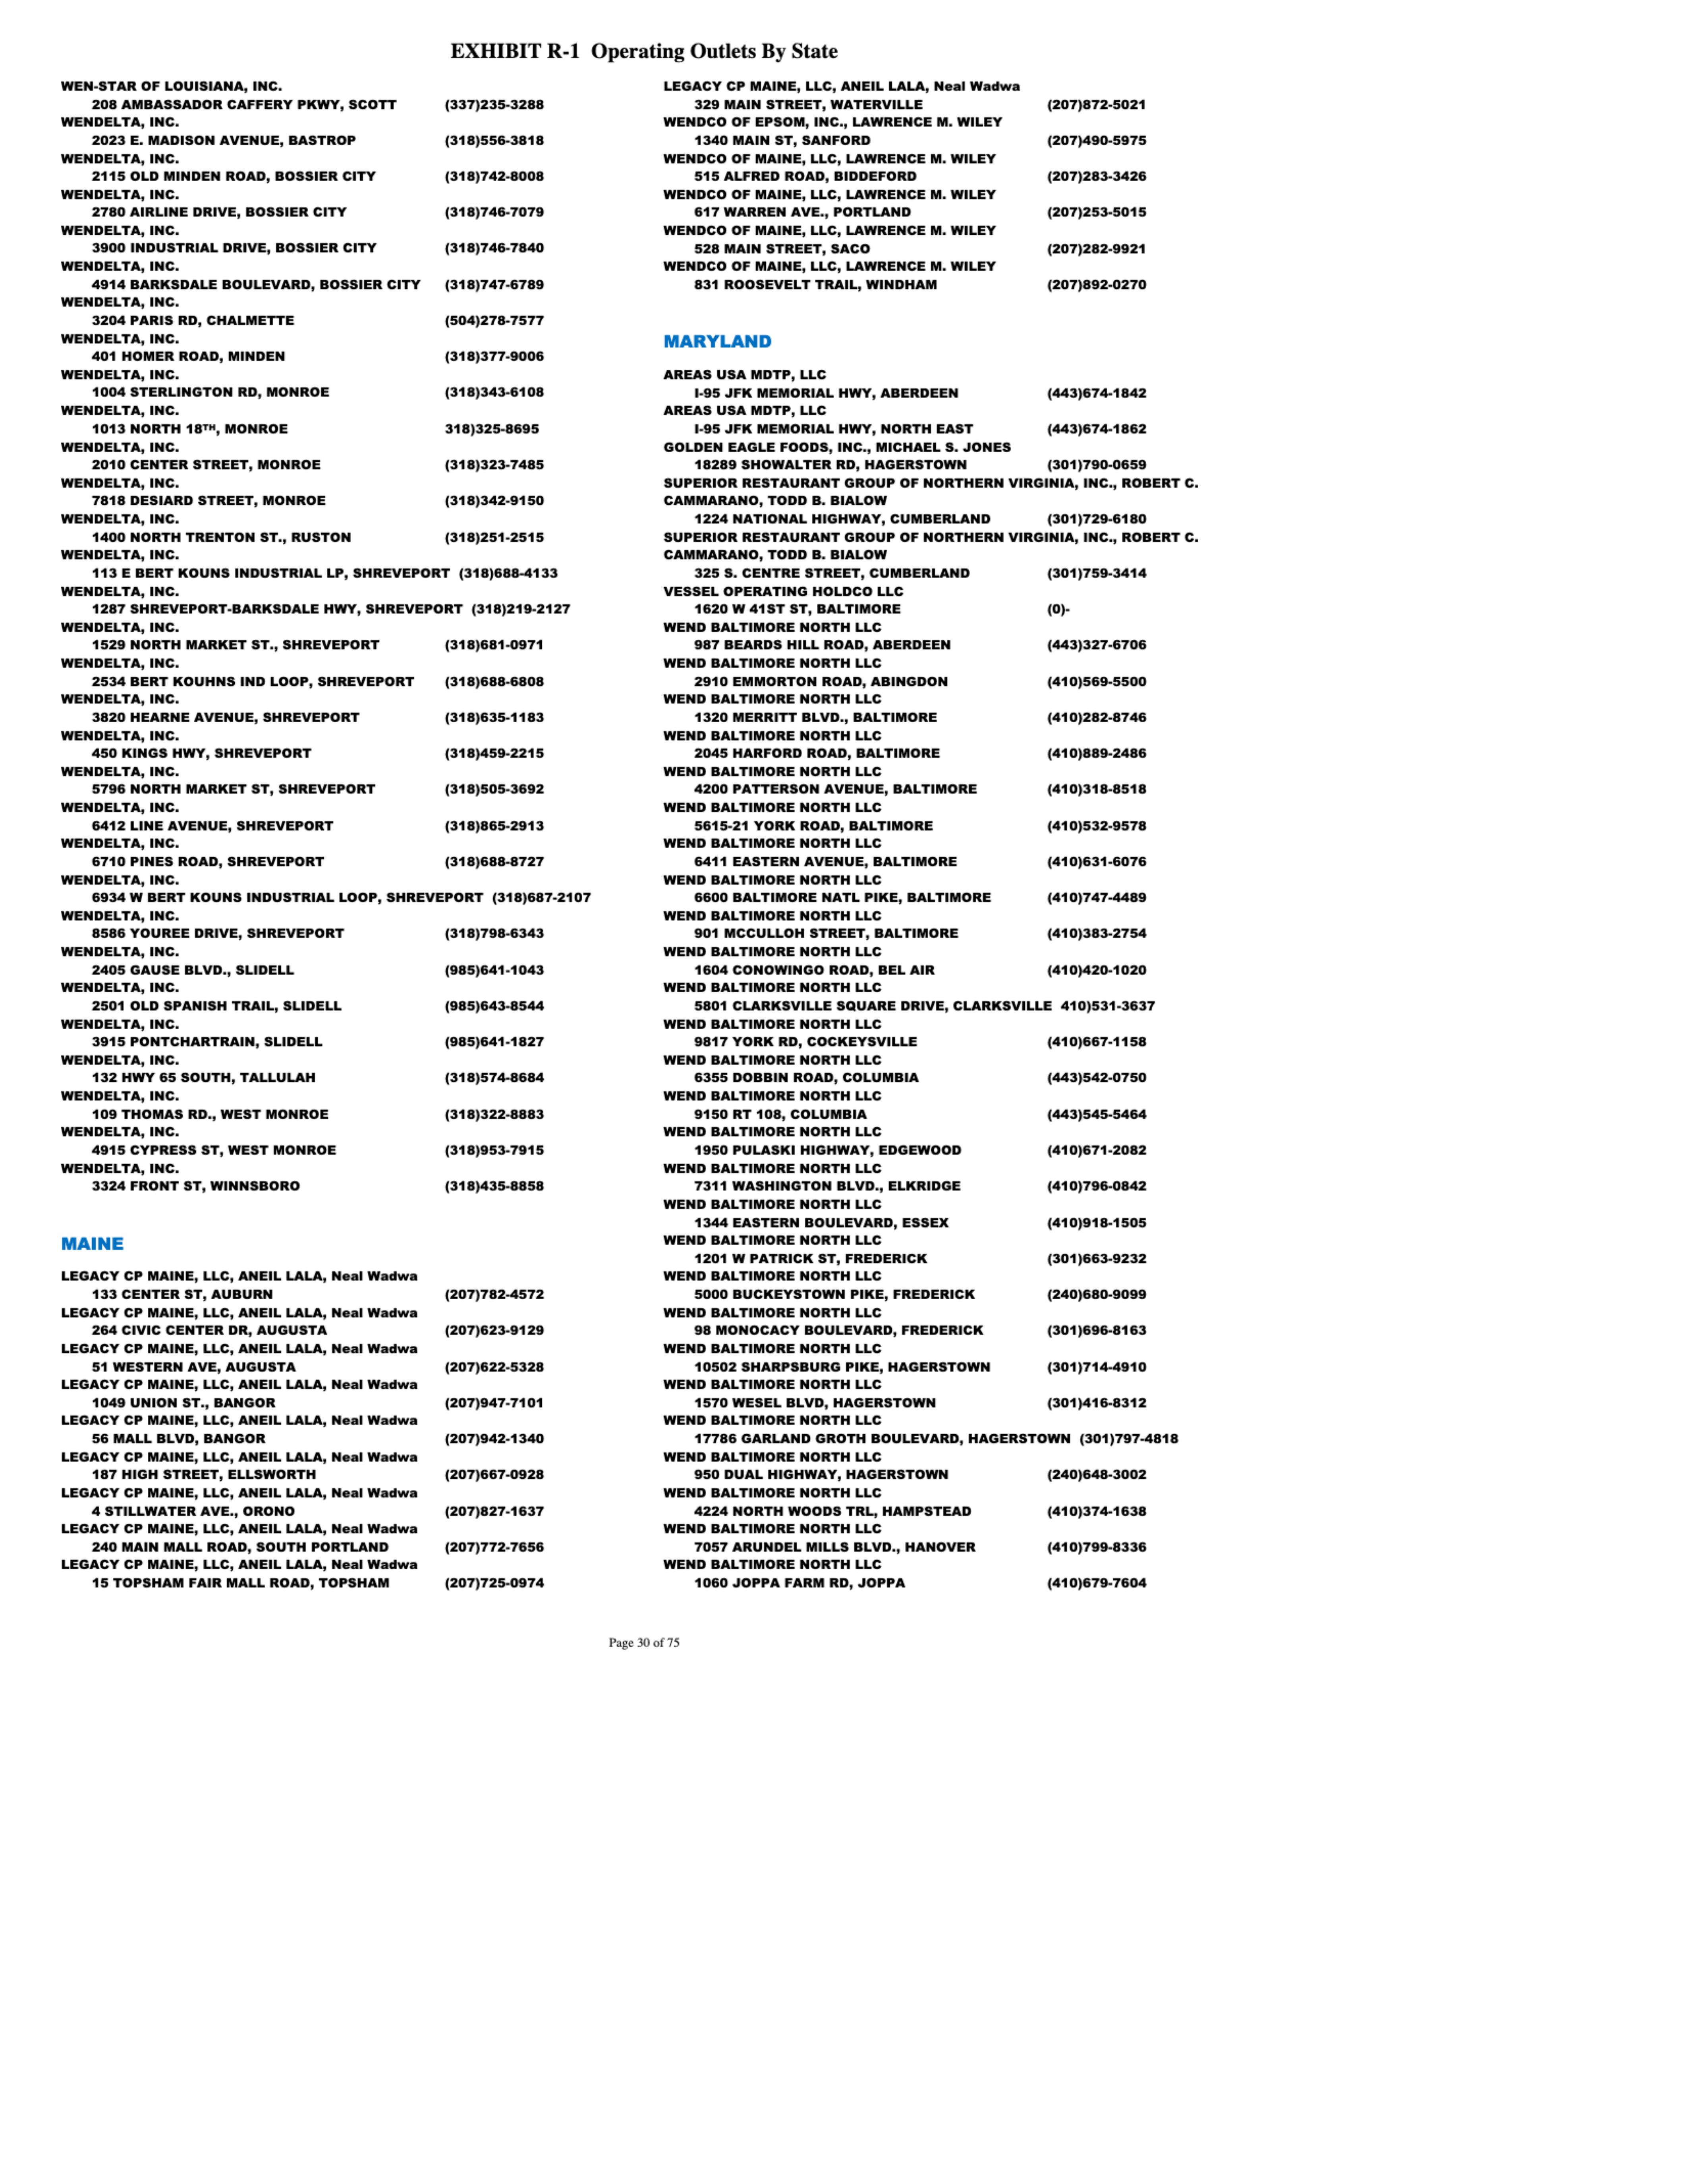 EXHIBIT R-1 Operating Outlets By State
WEN-STAR OF LOUISIANA, INC.
208 AMBASSADOR CAFFERY PKWY, SCOTT (337)235-3288
WENDELTA, INC.
2023 E. MADISON AVENUE, BASTROP (318)556-3818
WENDELTA, INC.
2115 OLD MINDEN ROAD, BOSSIER CITY (318)742-8008
WENDELTA, INC.
2780 AIRLINE DRIVE, BOSSIER CITY (318)746-7079
WENDELTA, INC.
3900 INDUSTRIAL DRIVE, BOSSIER CITY (318)746-7840
WENDELTA, INC.
4914 BARKSDALE BOULEVARD, BOSSIER CITY (318)747-6789
WENDELTA, INC.
3204 PARIS RD, CHALMETTE (504)278-7577
WENDELTA, INC.
401 HOMER ROAD, MINDEN (318)377-9006
WENDELTA, INC.
1004 STERLINGTON RD, MONROE (318)343-6108
WENDELTA, INC.
1013 NORTH 18TH, MONROE 318)325-8695
WENDELTA, INC.
2010 CENTER STREET, MONROE (318)323-7485
WENDELTA, INC.
7818 DESIARD STREET, MONROE (318)342-9150
WENDELTA, INC.
1400 NORTH TRENTON ST., RUSTON (318)251-2515
WENDELTA, INC.
113 E BERT KOUNS INDUSTRIAL LP, SHREVEPORT (318)688-4133
WENDELTA, INC.
1287 SHREVEPORT-BARKSDALE HWY, SHREVEPORT (318)219-2127
WENDELTA, INC.
1529 NORTH MARKET ST., SHREVEPORT (318)681-0971
WENDELTA, INC.
2534 BERT KOUHNS IND LOOP, SHREVEPORT (318)688-6808
WENDELTA, INC.
3820 HEARNE AVENUE, SHREVEPORT (318)635-1183
WENDELTA, INC.
450 KINGS HWY, SHREVEPORT (318)459-2215
WENDELTA, INC.
5796 NORTH MARKET ST, SHREVEPORT (318)505-3692
WENDELTA, INC.
6412 LINE AVENUE, SHREVEPORT (318)865-2913
WENDELTA, INC.
6710 PINES ROAD, SHREVEPORT (318)688-8727
WENDELTA, INC.
6934 W BERT KOUNS INDUSTRIAL LOOP, SHREVEPORT (318)687-2107
WENDELTA, INC.
8586 YOUREE DRIVE, SHREVEPORT (318)798-6343
WENDELTA, INC.
2405 GAUSE BLVD., SLIDELL (985)641-1043
WENDELTA, INC.
2501 OLD SPANISH TRAIL, SLIDELL (985)643-8544
WENDELTA, INC.
3915 PONTCHARTRAIN, SLIDELL (985)641-1827
WENDELTA, INC.
132 HWY 65 SOUTH, TALLULAH (318)574-8684
WENDELTA, INC.
109 THOMAS RD., WEST MONROE (318)322-8883
WENDELTA, INC.
4915 CYPRESS ST, WEST MONROE (318)953-7915
WENDELTA, INC.
3324 FRONT ST, WINNSBORO (318)435-8858
MAINE
LEGACY CP MAINE, LLC, ANEIL LALA, Neal Wadwa
133 CENTER ST, AUBURN (207)782-4572
LEGACY CP MAINE, LLC, ANEIL LALA, Neal Wadwa
264 CIVIC CENTER DR, AUGUSTA (207)623-9129
LEGACY CP MAINE, LLC, ANEIL LALA, Neal Wadwa
51 WESTERN AVE, AUGUSTA (207)622-5328
LEGACY CP MAINE, LLC, ANEIL LALA, Neal Wadwa
1049 UNION ST., BANGOR (207)947-7101
LEGACY CP MAINE, LLC, ANEIL LALA, Neal Wadwa
56 MALL BLVD, BANGOR (207)942-1340
LEGACY CP MAINE, LLC, ANEIL LALA, Neal Wadwa
187 HIGH STREET, ELLSWORTH (207)667-0928
LEGACY CP MAINE, LLC, ANEIL LALA, Neal Wadwa
4 STILLWATER AVE., ORONO (207)827-1637
LEGACY CP MAINE, LLC, ANEIL LALA, Neal Wadwa
240 MAIN MALL ROAD, SOUTH PORTLAND (207)772-7656
LEGACY CP MAINE, LLC, ANEIL LALA, Neal Wadwa
15 TOPSHAM FAIR MALL ROAD, TOPSHAM (207)725-0974
LEGACY CP MAINE, LLC, ANEIL LALA, Neal Wadwa
329 MAIN STREET, WATERVILLE (207)872-5021
WENDCO OF EPSOM, INC., LAWRENCE M. WILEY
1340 MAIN ST, SANFORD (207)490-5975
WENDCO OF MAINE, LLC, LAWRENCE M. WILEY
515 ALFRED ROAD, BIDDEFORD (207)283-3426
WENDCO OF MAINE, LLC, LAWRENCE M. WILEY
617 WARREN AVE., PORTLAND (207)253-5015
WENDCO OF MAINE, LLC, LAWRENCE M. WILEY
528 MAIN STREET, SACO (207)282-9921
WENDCO OF MAINE, LLC, LAWRENCE M. WILEY
831 ROOSEVELT TRAIL, WINDHAM (207)892-0270
MARYLAND
AREAS USA MDTP, LLC
I-95 JFK MEMORIAL HWY, ABERDEEN (443)674-1842
AREAS USA MDTP, LLC
I-95 JFK MEMORIAL HWY, NORTH EAST (443)674-1862
GOLDEN EAGLE FOODS, INC., MICHAEL S. JONES
18289 SHOWALTER RD, HAGERSTOWN (301)790-0659
SUPERIOR RESTAURANT GROUP OF NORTHERN VIRGINIA, INC., ROBERT C.
CAMMARANO, TODD B. BIALOW
1224 NATIONAL HIGHWAY, CUMBERLAND (301)729-6180
SUPERIOR RESTAURANT GROUP OF NORTHERN VIRGINIA, INC., ROBERT C.
CAMMARANO, TODD B. BIALOW
325 S. CENTRE STREET, CUMBERLAND (301)759-3414
VESSEL OPERATING HOLDCO LLC
1620 W 41ST ST, BALTIMORE (0)-
WEND BALTIMORE NORTH LLC
987 BEARDS HILL ROAD, ABERDEEN (443)327-6706
WEND BALTIMORE NORTH LLC
2910 EMMORTON ROAD, ABINGDON (410)569-5500
WEND BALTIMORE NORTH LLC
1320 MERRITT BLVD., BALTIMORE (410)282-8746
WEND BALTIMORE NORTH LLC
2045 HARFORD ROAD, BALTIMORE (410)889-2486
WEND BALTIMORE NORTH LLC
4200 PATTERSON AVENUE, BALTIMORE (410)318-8518
WEND BALTIMORE NORTH LLC
5615-21 YORK ROAD, BALTIMORE (410)532-9578
WEND BALTIMORE NORTH LLC
6411 EASTERN AVENUE, BALTIMORE (410)631-6076
WEND BALTIMORE NORTH LLC
6600 BALTIMORE NATL PIKE, BALTIMORE (410)747-4489
WEND BALTIMORE NORTH LLC
901 MCCULLOH STREET, BALTIMORE (410)383-2754
WEND BALTIMORE NORTH LLC
1604 CONOWINGO ROAD, BEL AIR (410)420-1020
WEND BALTIMORE NORTH LLC
5801 CLARKSVILLE SQUARE DRIVE, CLARKSVILLE 410)531-3637
WEND BALTIMORE NORTH LLC
9817 YORK RD, COCKEYSVILLE (410)667-1158
WEND BALTIMORE NORTH LLC
6355 DOBBIN ROAD, COLUMBIA (443)542-0750
WEND BALTIMORE NORTH LLC
9150 RT 108, COLUMBIA (443)545-5464
WEND BALTIMORE NORTH LLC
1950 PULASKI HIGHWAY, EDGEWOOD (410)671-2082
WEND BALTIMORE NORTH LLC
7311 WASHINGTON BLVD., ELKRIDGE (410)796-0842
WEND BALTIMORE NORTH LLC
1344 EASTERN BOULEVARD, ESSEX (410)918-1505
WEND BALTIMORE NORTH LLC
1201 W PATRICK ST, FREDERICK (301)663-9232
WEND BALTIMORE NORTH LLC
5000 BUCKEYSTOWN PIKE, FREDERICK (240)680-9099
WEND BALTIMORE NORTH LLC
98 MONOCACY BOULEVARD, FREDERICK (301)696-8163
WEND BALTIMORE NORTH LLC
10502 SHARPSBURG PIKE, HAGERSTOWN (301)714-4910
WEND BALTIMORE NORTH LLC
1570 WESEL BLVD, HAGERSTOWN (301)416-8312
WEND BALTIMORE NORTH LLC
17786 GARLAND GROTH BOULEVARD, HAGERSTOWN (301)797-4818
WEND BALTIMORE NORTH LLC
950 DUAL HIGHWAY, HAGERSTOWN (240)648-3002
WEND BALTIMORE NORTH LLC
4224 NORTH WOODS TRL, HAMPSTEAD (410)374-1638
WEND BALTIMORE NORTH LLC
7057 ARUNDEL MILLS BLVD., HANOVER (410)799-8336
WEND BALTIMORE NORTH LLC
1060 JOPPA FARM RD, JOPPA (410)679-7604
Page 30 of 75